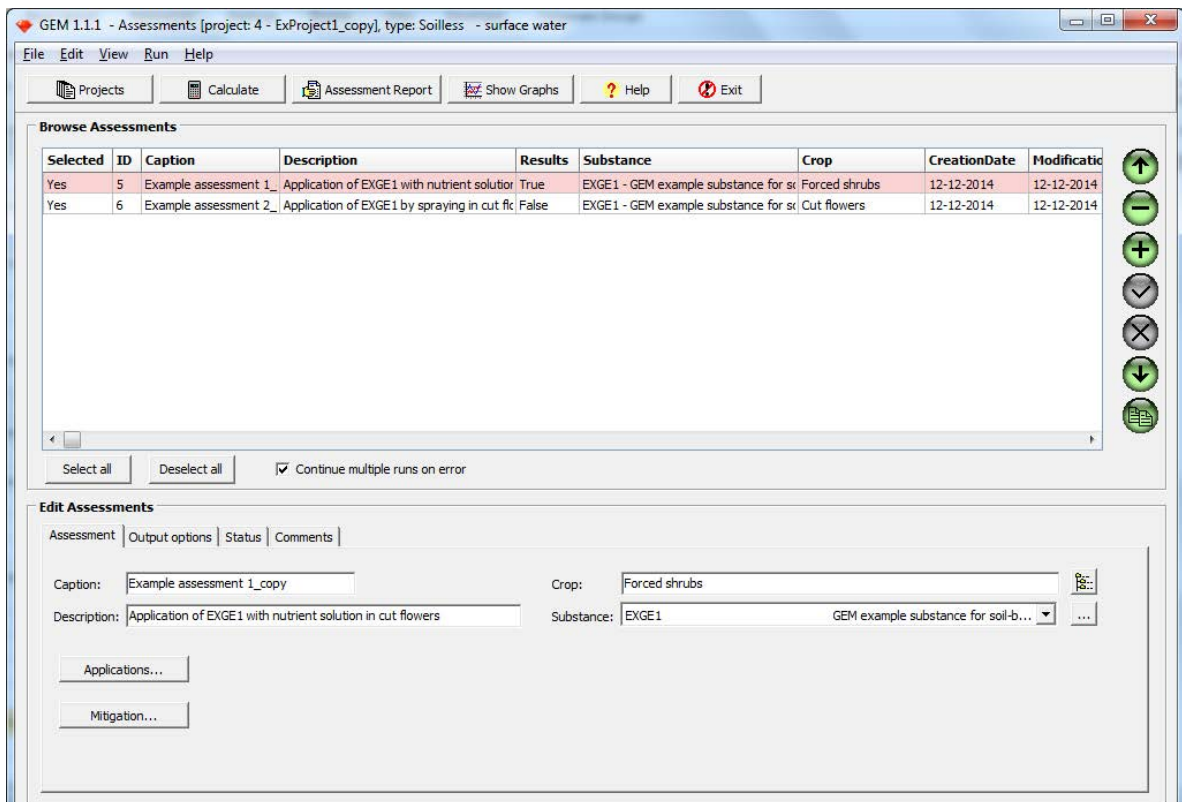 GEM 1.1.1 - Assessments [project: 4 - ExProject1_copy], type: Soilless - surface water
File Edit View Run Help
Projects Calculate Assessment Report Show Graphs Help Exit
Browse Assessments
Selected ID Caption Description Results Substance Crop CreationDate Modificatio
Yes 5 Example assessment 1_ Application of EXGE1 with nutrient solution True EXGE1 - GEM example substance for so Forced shrubs 12-12-2014 12-12-2014
Yes 6 Example assessment 2_ Application of EXGE1 by spraying in cut flo False EXGE1 - GEM example substance for so Cut flowers 12-12-2014 12-12-2014
Select all Deselect all Continue multiple runs on error
Edit Assessments
Assessment Output options Status Comments
Caption: Example assessment 1_copy Crop: Forced shrubs
Description: Application of EXGE1 with nutrient solution in cut flowers Substance: EXGE1 GEM example substance for soil-b... ...
Applications...
Mitigation...